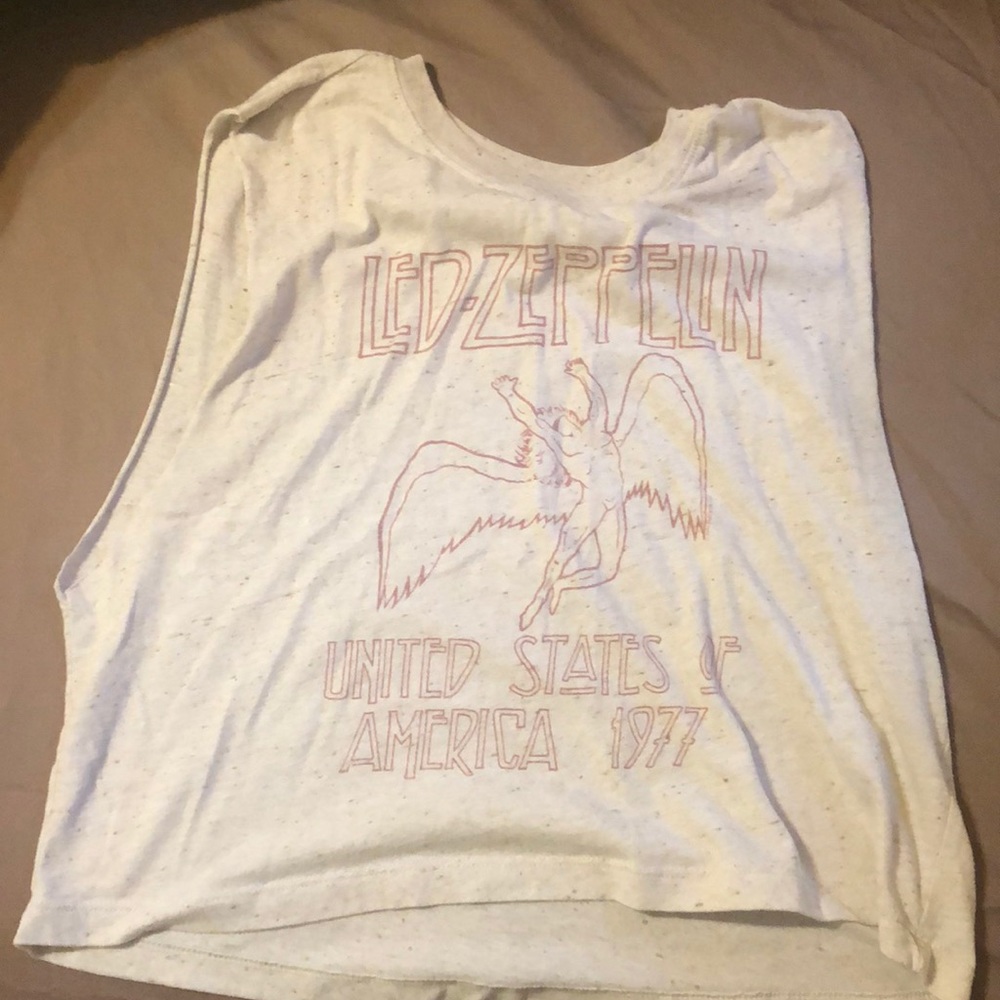 LED-ZEPPELIN
UNITED STATES OF
AMERICA 1977